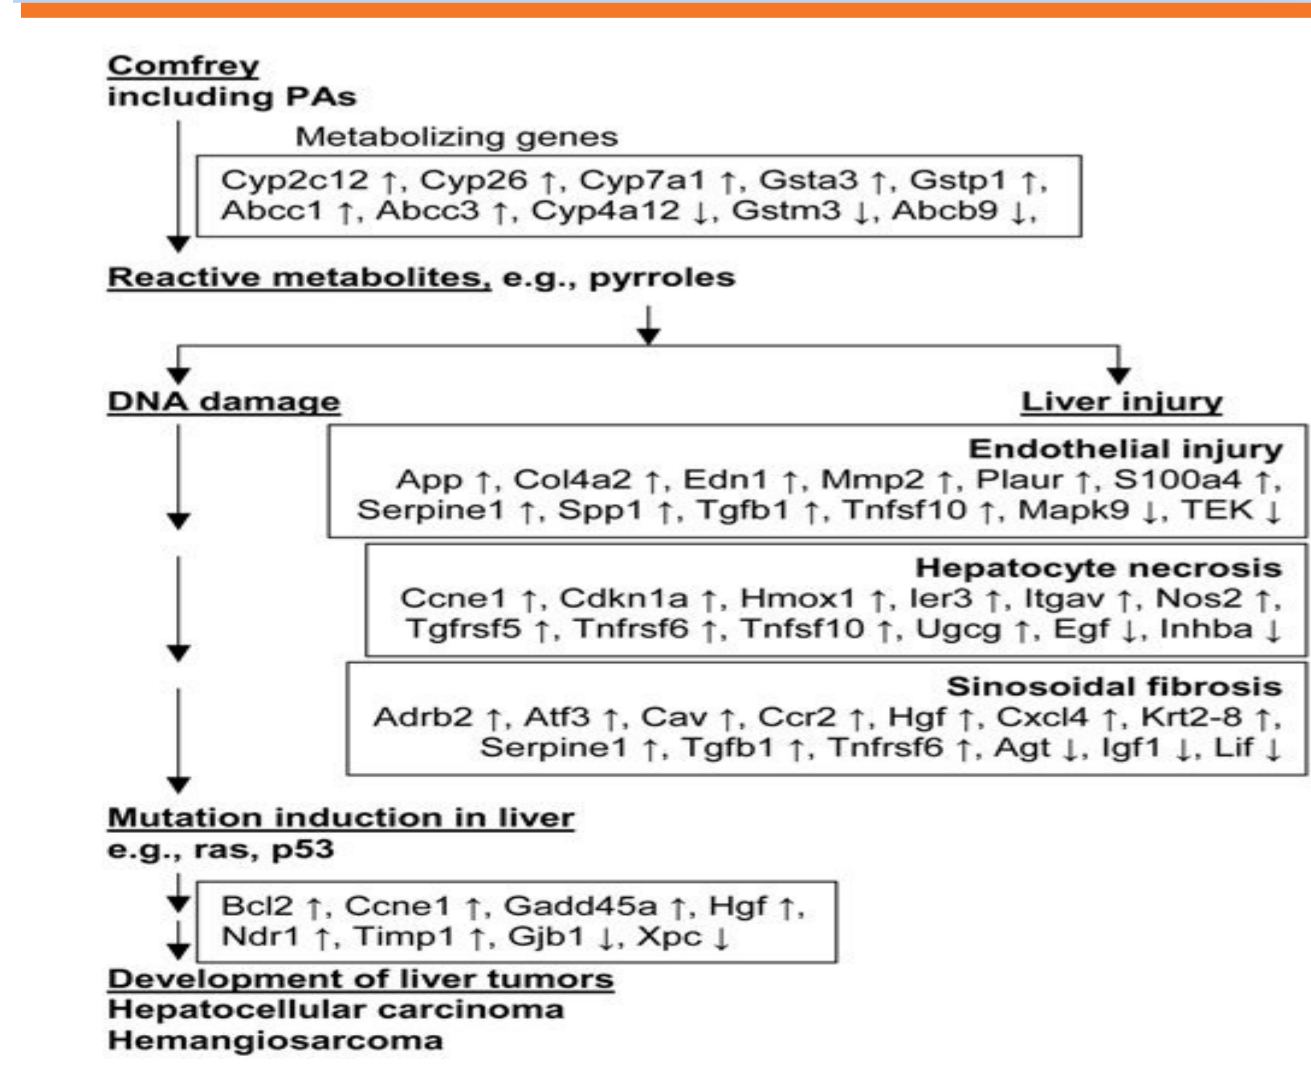 Comfrey
including PAs
Metabolizing genes
Cyp2c12 ↑, Cyp26 ↑, Cyp7a1 ↑, Gsta3 ↑, Gstp1 ↑,
Abcc1 ↑, Abcc3 ↑, Cyp4a12 ↓, Gstm3 ↓, Abcb9 ↓,
Reactive metabolites, e.g., pyrroles
DNA damage
Liver injury
Endothelial injury
App ↑, Col4a2 ↑, Edn1 ↑, Mmp2 ↑, Plaur ↑, S100a4 ↑,
Serpine1 ↑, Spp1 ↑, Tgfb1 ↑, Tnfsf10 ↑, Mapk9 ↓, TEK ↓
Hepatocyte necrosis
Ccne1 ↑, Cdkn1a ↑, Hmox1 ↑, Ier3 ↑, Itgav ↑, Nos2 ↑,
Tgfrsf5 ↑, Tnfrsf6 ↑, Tnfsf10 ↑, Ugcg ↑, Egf ↓, Inhba ↓
Sinosoidal fibrosis
Adrb2 ↑, Atf3 ↑, Cav ↑, Ccr2 ↑, Hgf ↑, Cxcl4 ↑, Krt2-8 ↑,
Serpine1 ↑, Tgfb1 ↑, Tnfrsf6 ↑, Agt ↓, Igf1 ↓, Lif ↓
Mutation induction in liver
e.g., ras, p53
Bcl2 ↑, Ccne1 ↑, Gadd45a ↑, Hgf ↑,
Ndr1 ↑, Timp1 ↑, Gjb1 ↓, Xpc ↓
Development of liver tumors
Hepatocellular carcinoma
Hemangiosarcoma